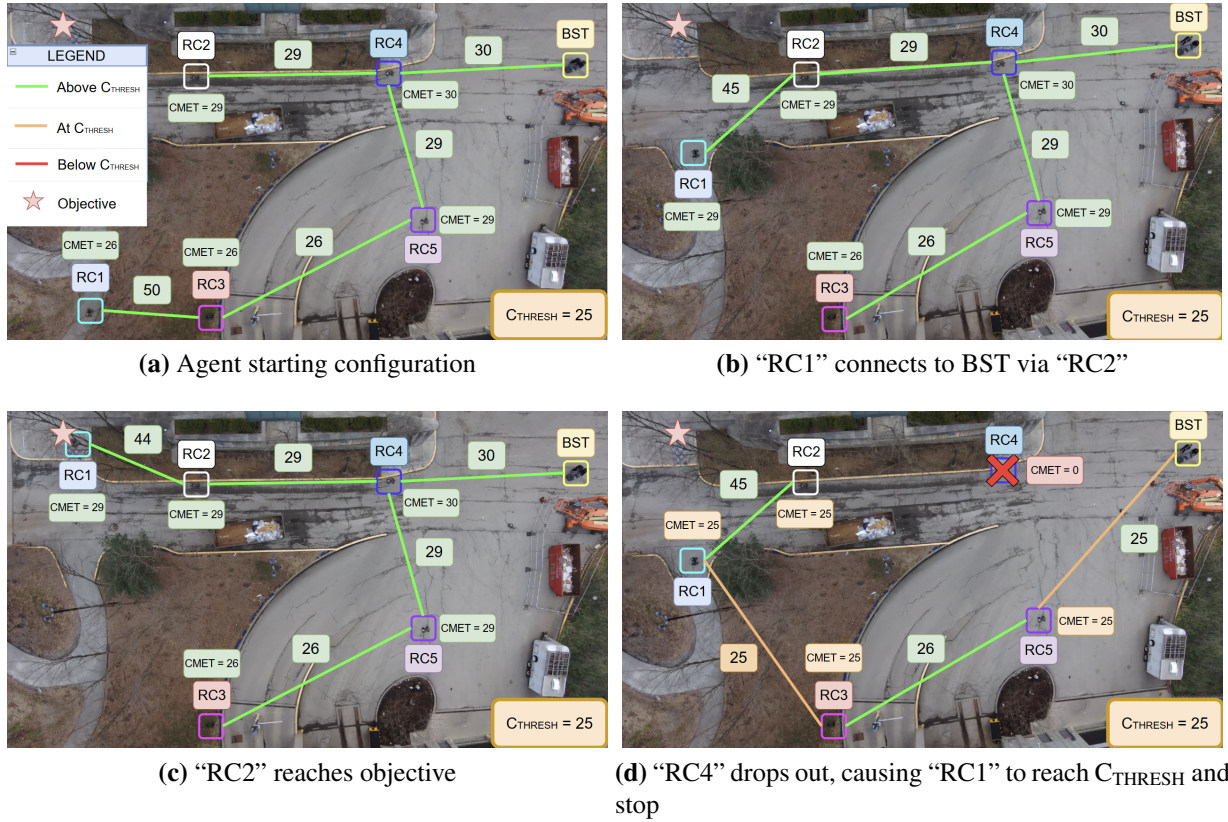 RC2
29
RC4
30
BST
LEGEND
Above CTHRESH
At CTHRESH
Below CTHRESH
Objective
CMET = 29
CMET = 30
29
CMET = 29
RC5
CMET = 26
RC1
50
CMET = 26
RC3
26
CTHRESH = 25
(a) Agent starting configuration
RC2
29
RC4
30
BST
45
CMET = 29
CMET = 30
RC1
CMET = 29
29
CMET = 29
RC5
26
CMET = 26
RC3
CTHRESH = 25
(b) “RC1” connects to BST via “RC2”
44
RC2
29
RC4
30
BST
RC1
CMET = 29
CMET = 29
CMET = 30
29
CMET = 29
RC5
26
CMET = 26
RC3
CTHRESH = 25
(c) “RC2” reaches objective
RC2
RC4
CMET = 0
BST
45
CMET = 25
CMET = 25
RC1
25
CMET = 25
RC5
25
CMET = 25
RC3
26
CTHRESH = 25
(d) “RC4” drops out, causing “RC1” to reach CTHRESH and
stop